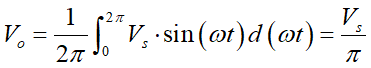 V_o = \frac{1}{2\pi} \int_0^{2\pi} V_s \cdot \sin(\omega t) d(\omega t) = \frac{V_s}{\pi}